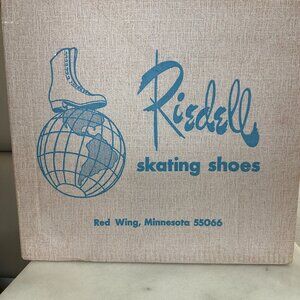 Riedell
skating shoes
Red Wing, Minnesota 55066